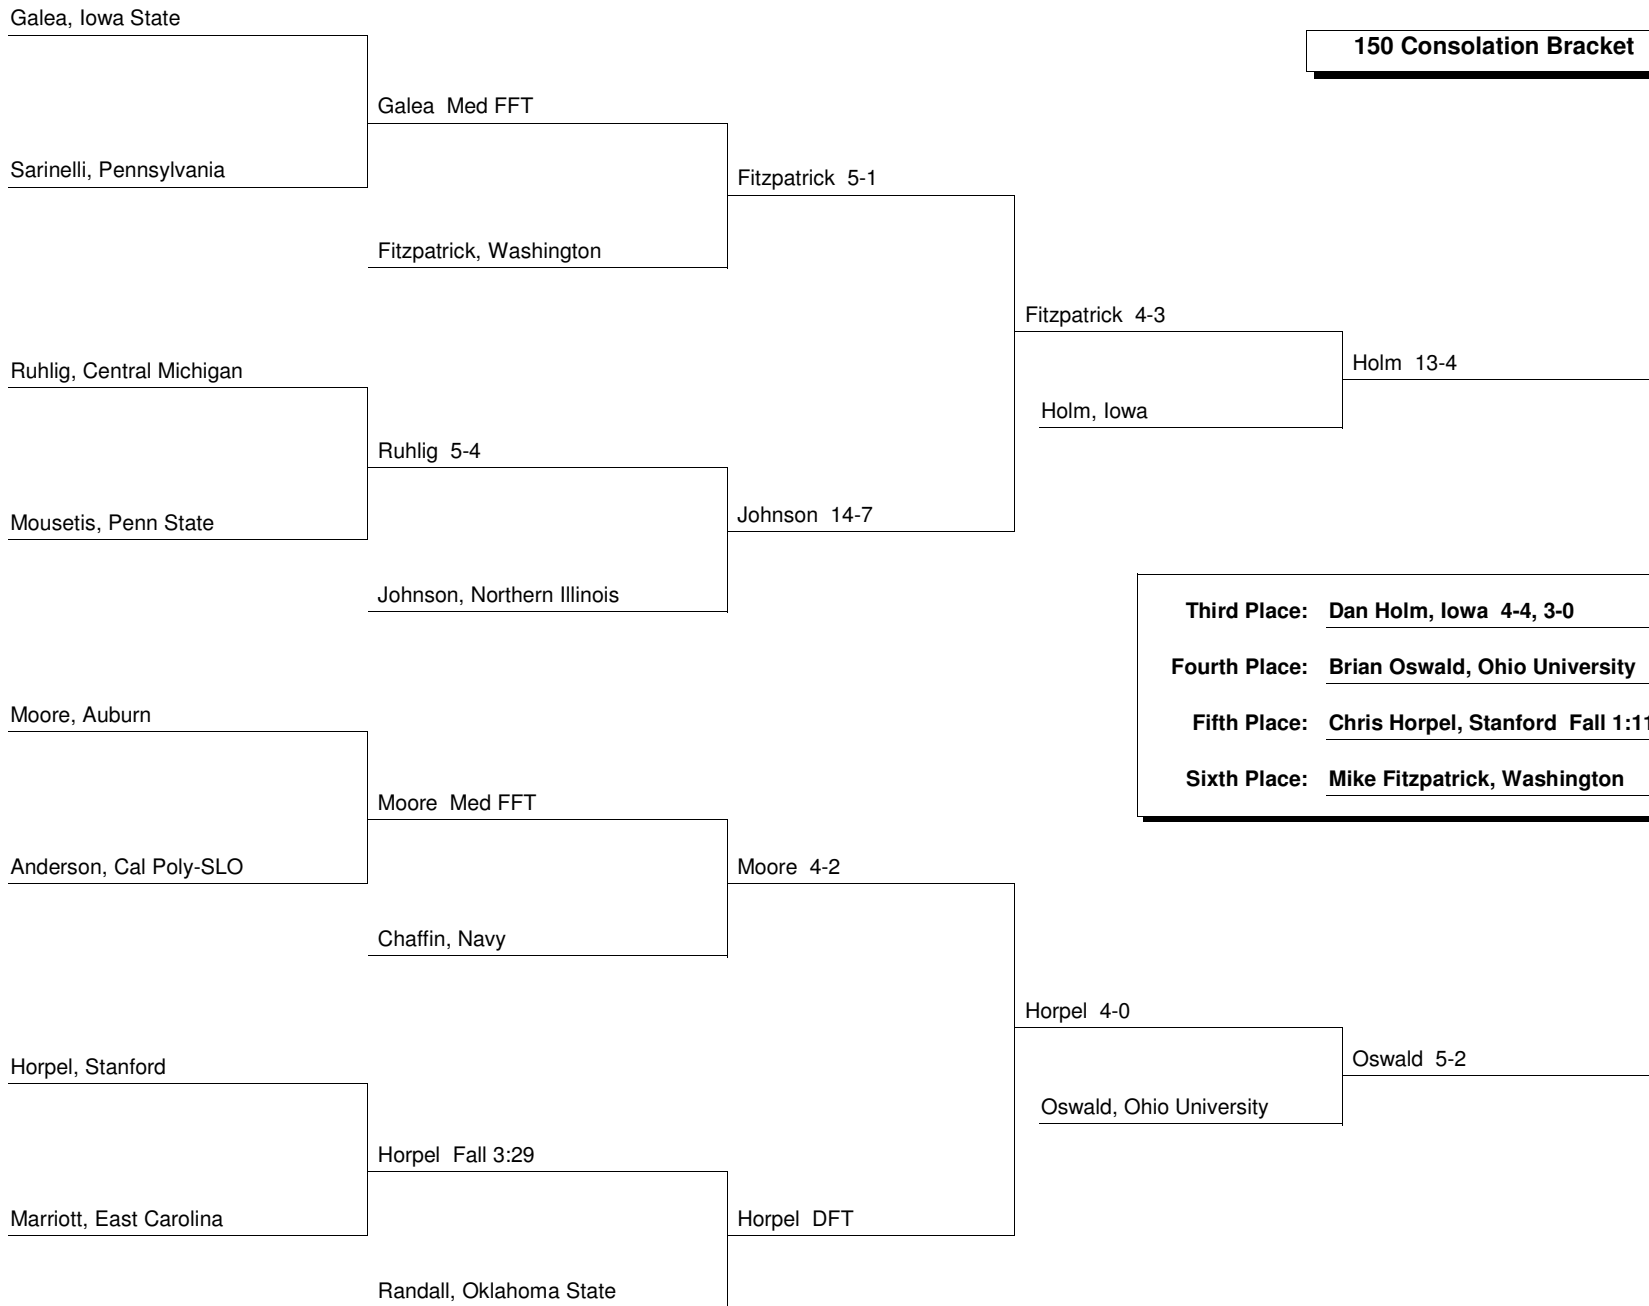 Galea, Iowa State
150 Consolation Bracket
Galea  Med FFT
Sarinelli, Pennsylvania
Fitzpatrick  5-1
Fitzpatrick, Washington
Fitzpatrick  4-3
Ruhlig, Central Michigan
Holm  13-4
Holm, Iowa
Ruhlig  5-4
Mousetis, Penn State
Johnson  14-7
Johnson, Northern Illinois
Third Place: Dan Holm, Iowa  4-4, 3-0
Fourth Place: Brian Oswald, Ohio University
Fifth Place: Chris Horpel, Stanford  Fall 1:11
Sixth Place: Mike Fitzpatrick, Washington
Moore, Auburn
Moore  Med FFT
Anderson, Cal Poly-SLO
Moore  4-2
Chaffin, Navy
Horpel  4-0
Horpel, Stanford
Oswald  5-2
Oswald, Ohio University
Horpel  Fall 3:29
Marriott, East Carolina
Horpel  DFT
Randall, Oklahoma State